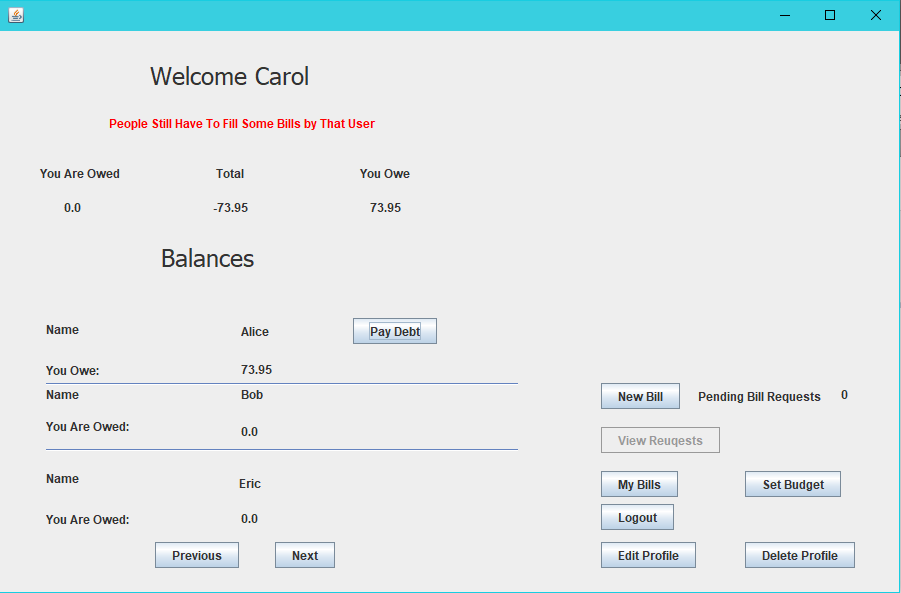 Welcome Carol
People Still Have To Fill Some Bills by That User
You Are Owed Total You Owe
0.0 -73.95 73.95
Balances
Name Alice Pay Debt
You Owe: 73.95
Name Bob
You Are Owed: 0.0
Name Eric
You Are Owed: 0.0
Previous Next
New Bill Pending Bill Requests 0
View Reuqests
My Bills Set Budget
Logout
Edit Profile Delete Profile